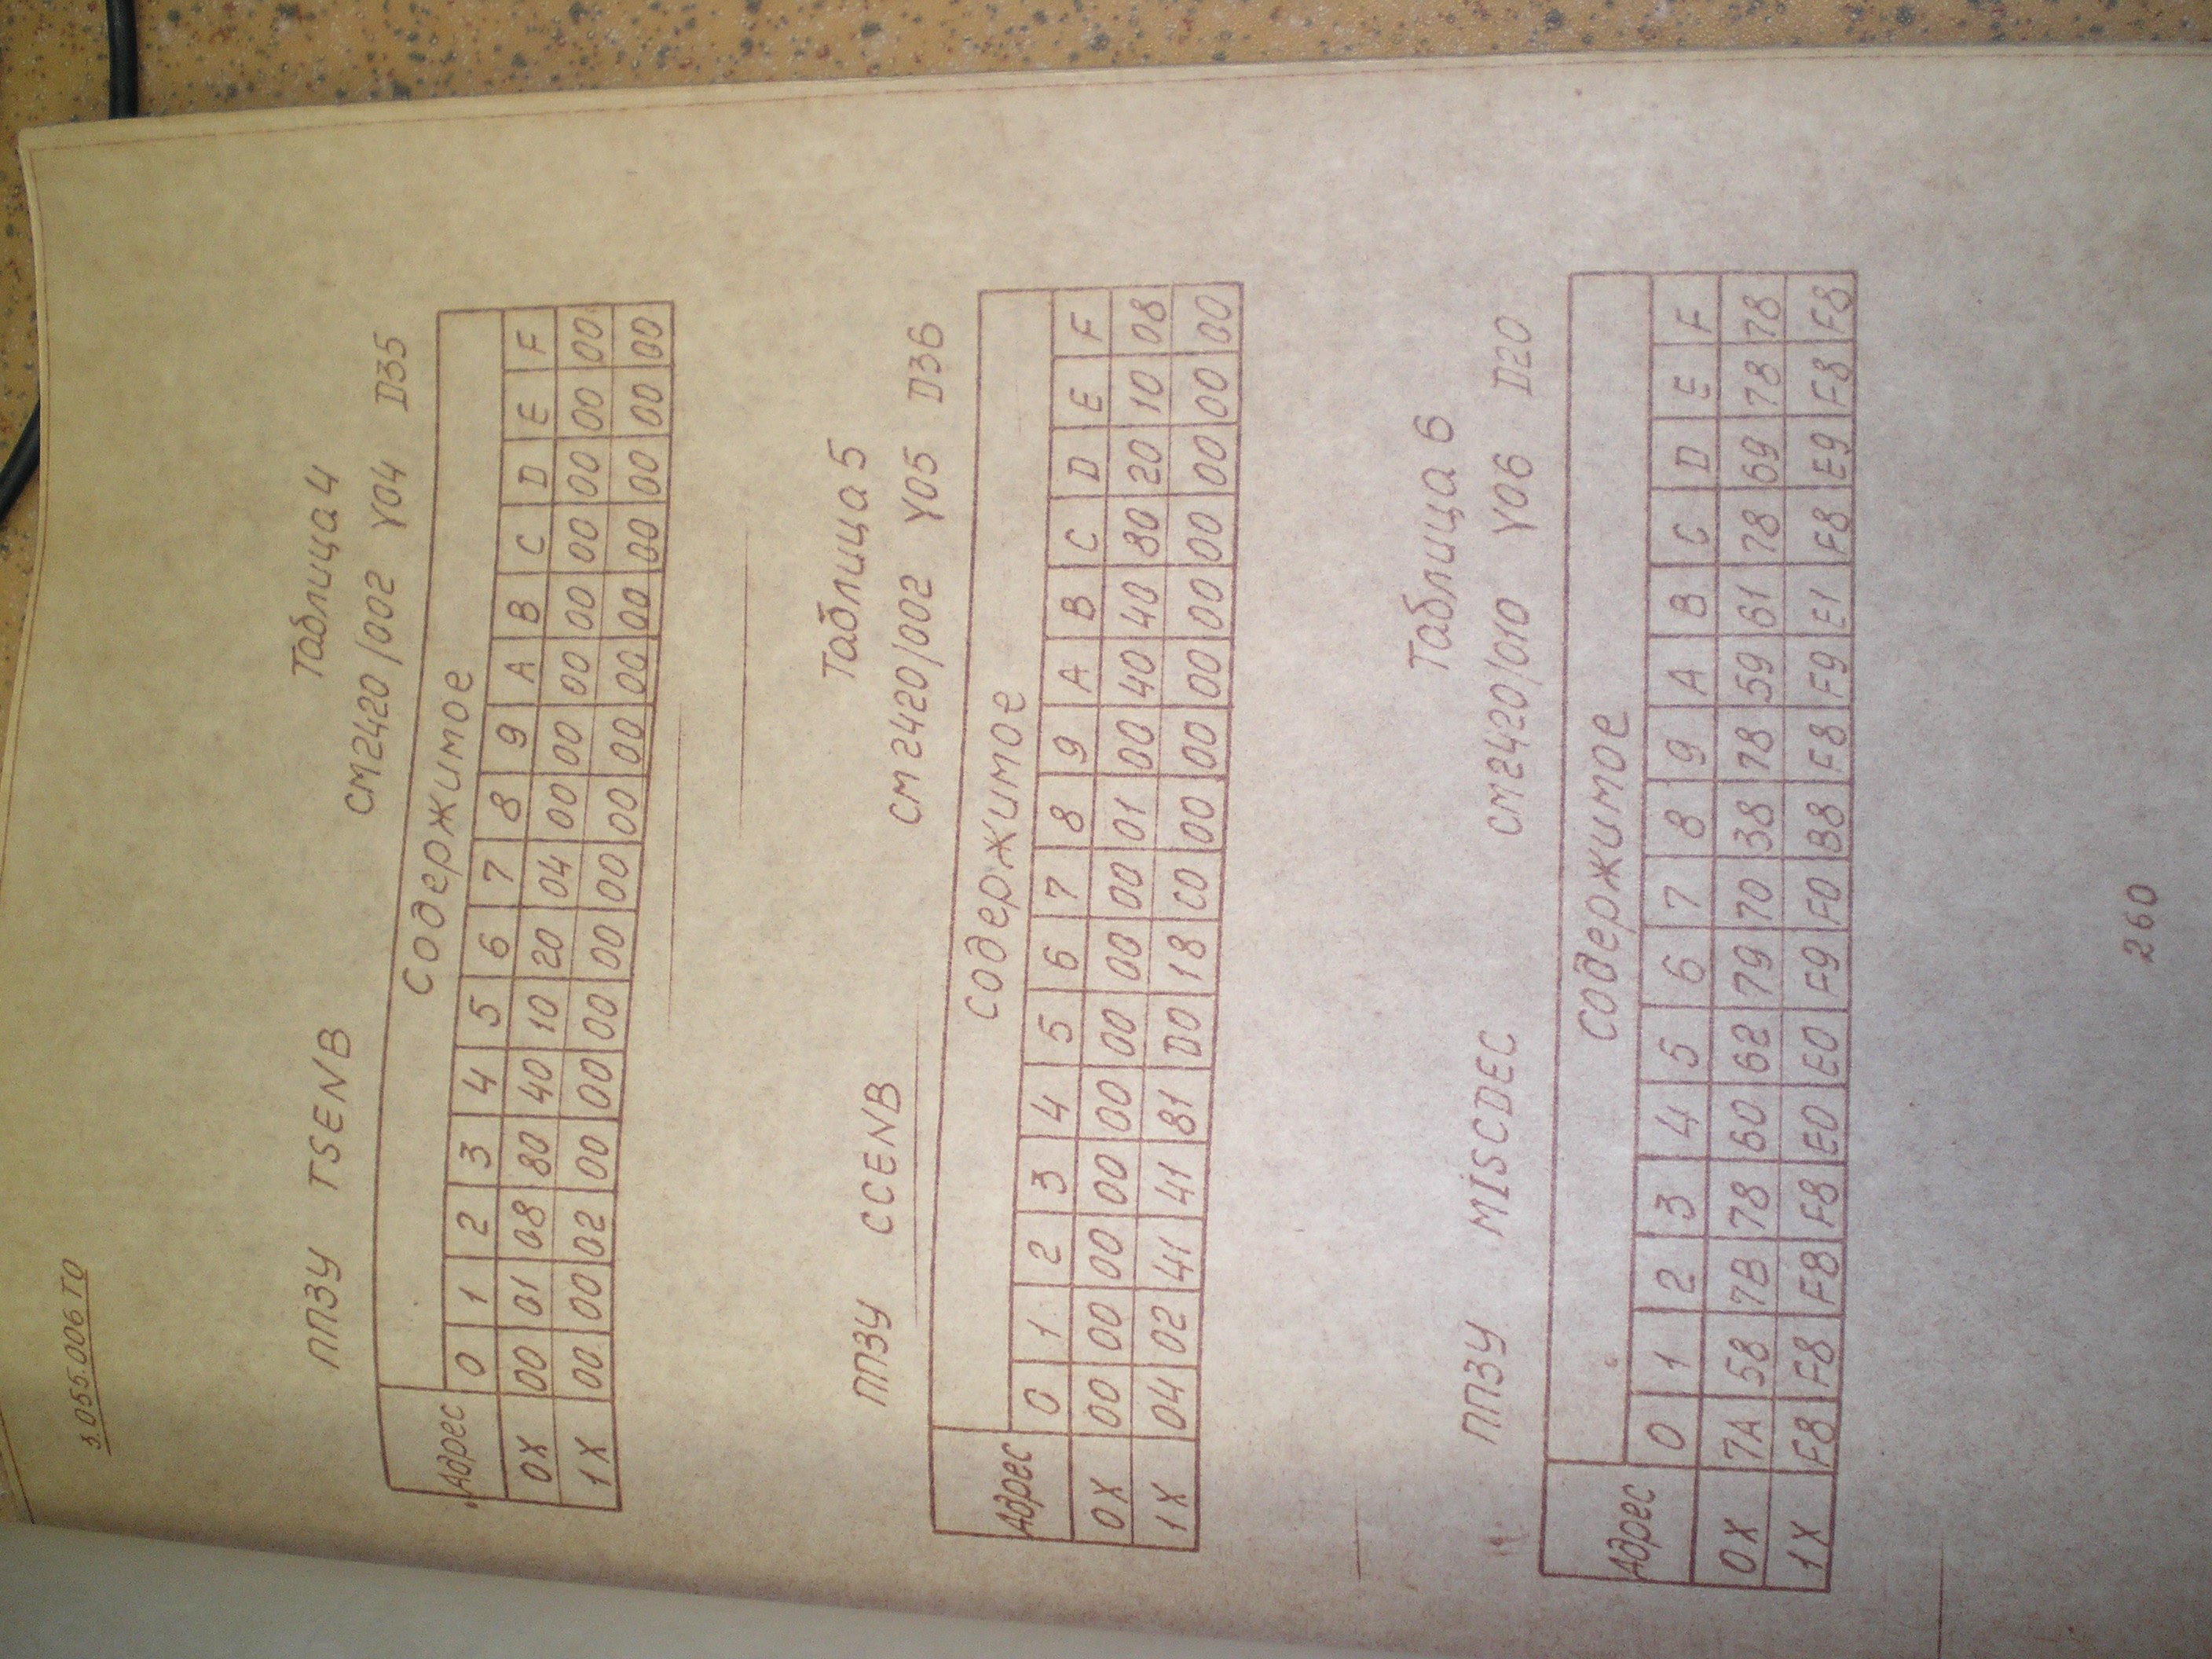 3.055.006 ТО
Таблица 4
ППЗУ TSENB СМ2420/002 Y04 D35
Адрес Содержимое
0 1 2 3 4 5 6 7 8 9 A B C D E F
0X 00 01 08 80 40 10 20 04 00 00 00 00 00 00 00 00
1X 00 00 02 00 00 00 00 00 00 00 00 00 00 00 00 00
Таблица 5
ППЗУ CCENB СМ2420/002 Y05 D36
Адрес Содержимое
0 1 2 3 4 5 6 7 8 9 A B C D E F
0X 00 00 00 00 00 00 00 00 01 00 40 40 80 20 10 08
1X 04 02 41 41 81 D0 18 C0 00 00 00 00 00 00 00 00
Таблица 6
ППЗУ MISCDEC СМ2420/010 Y06 D20
Адрес Содержимое
0 1 2 3 4 5 6 7 8 9 A B C D E F
0X 7A 58 7B 78 60 62 79 70 38 78 59 61 78 69 78 78
1X F8 F8 F8 F8 E0 E0 F9 F0 B8 F8 F9 E1 F8 E9 F8 F8
260